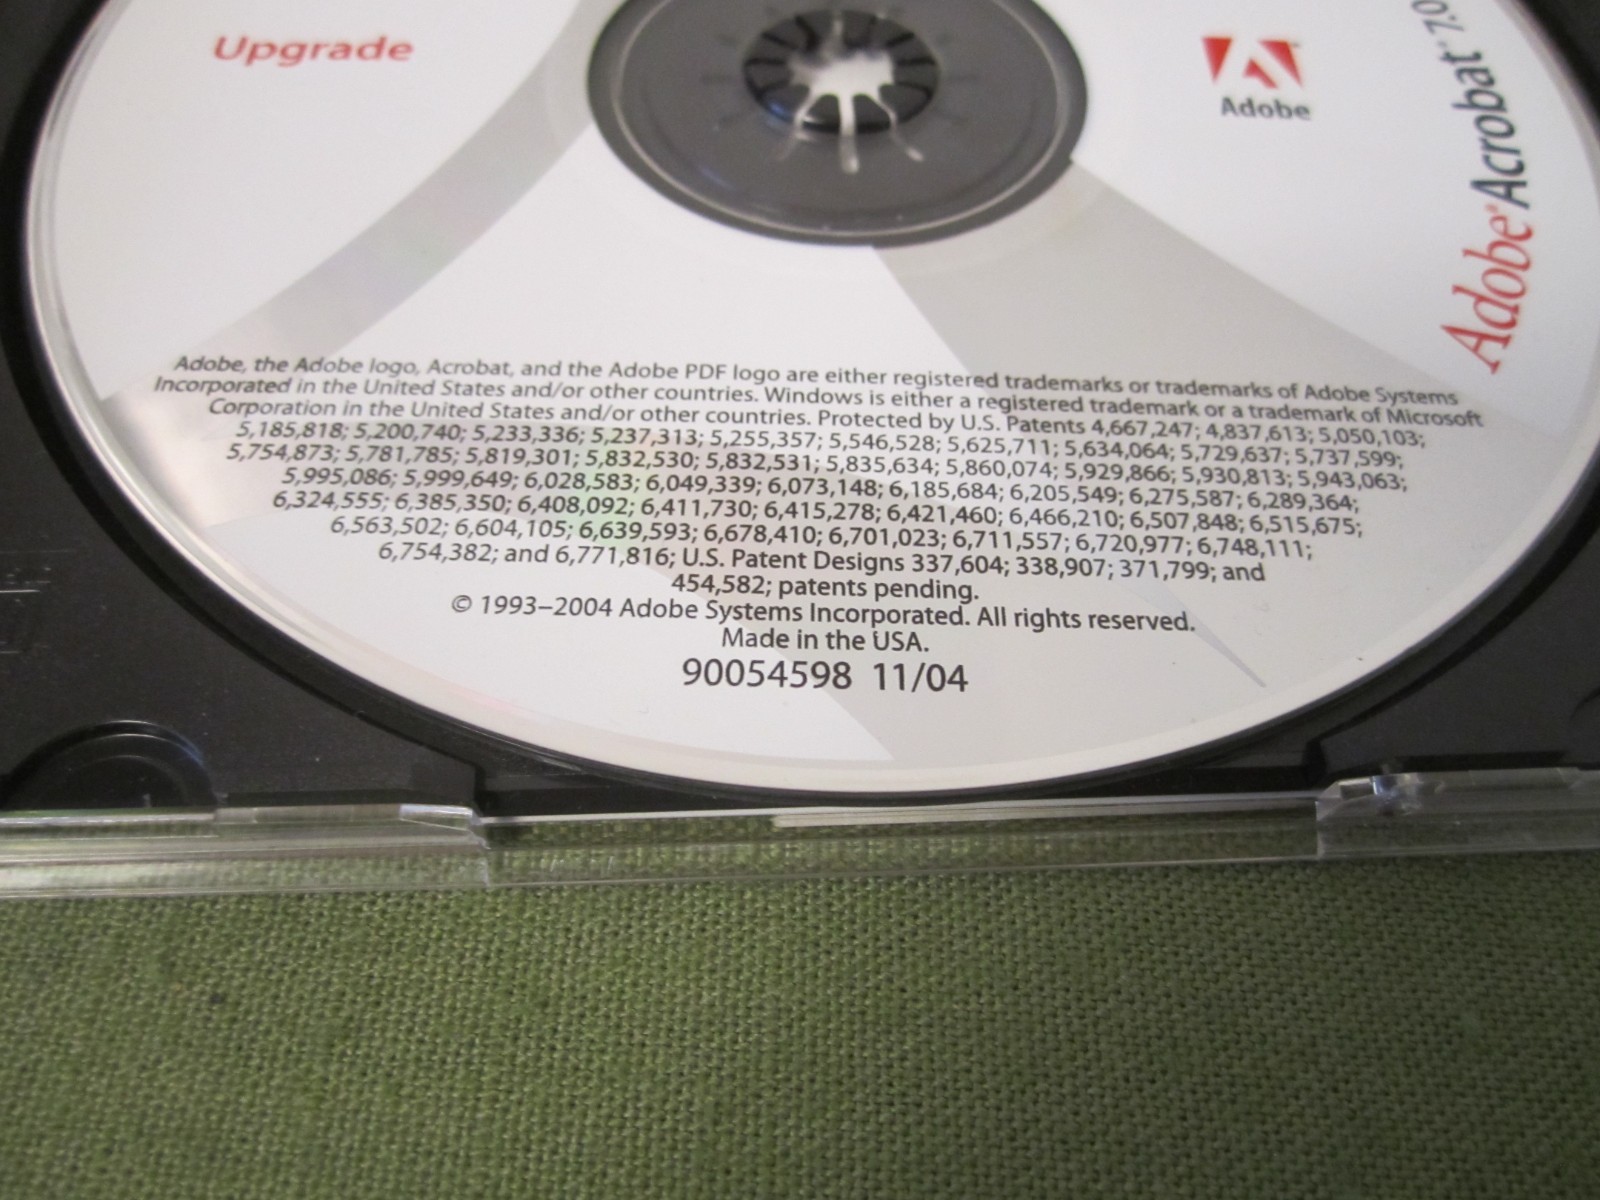 Upgrade
Adobe
Adobe® Acrobat® 7.0
Adobe, the Adobe logo, Acrobat, and the Adobe PDF logo are either registered trademarks or trademarks of Adobe Systems
Incorporated in the United States and/or other countries. Windows is either a registered trademark or a trademark of Microsoft
Corporation in the United States and/or other countries. Protected by U.S. Patents 4,667,247; 4,837,613; 5,050,103;
5,185,818; 5,200,740; 5,233,336; 5,237,313; 5,255,357; 5,546,528; 5,625,711; 5,634,064; 5,729,637; 5,737,599;
5,754,873; 5,781,785; 5,819,301; 5,832,530; 5,832,531; 5,835,634; 5,860,074; 5,929,866; 5,930,813; 5,943,063;
5,995,086; 5,999,649; 6,028,583; 6,049,339; 6,073,148; 6,185,684; 6,205,549; 6,275,587; 6,289,364;
6,324,555; 6,385,350; 6,408,092; 6,411,730; 6,415,278; 6,421,460; 6,466,210; 6,507,848; 6,515,675;
6,563,502; 6,604,105; 6,639,593; 6,678,410; 6,701,023; 6,711,557; 6,720,977; 6,748,111;
6,754,382; and 6,771,816; U.S. Patent Designs 337,604; 338,907; 371,799; and
454,582; patents pending.
© 1993–2004 Adobe Systems Incorporated. All rights reserved.
Made in the USA.
90054598 11/04